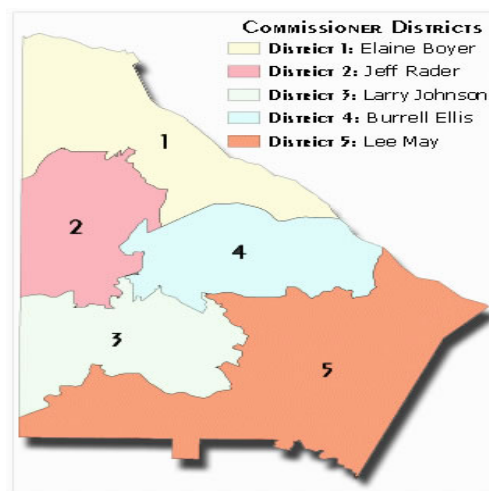 COMMISSIONER DISTRICTS
DISTRICT 1: Elaine Boyer
DISTRICT 2: Jeff Rader
DISTRICT 3: Larry Johnson
DISTRICT 4: Burrell Ellis
DISTRICT 5: Lee May
1
2
4
3
5